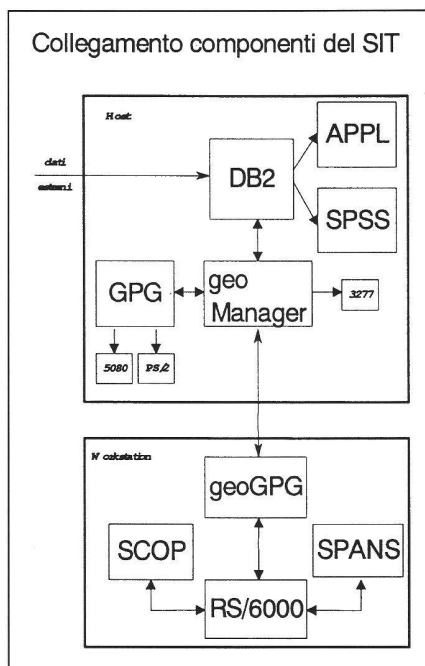 Collegamento componenti del SIT
Host
APPL
dati
esterni
DB2
SPSS
GPG
geo
Manager
3277
5080
PS/2
Workstation
geoGPG
SCOP
SPANS
RS/6000